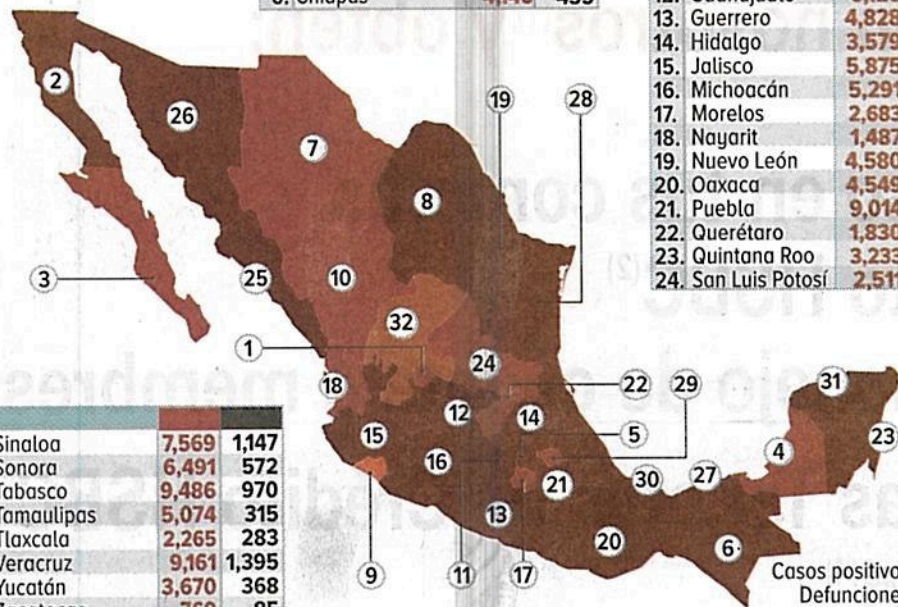 13. Guerrero 4,828
14. Hidalgo 3,579
15. Jalisco 5,875
16. Michoacán 5,291
17. Morelos 2,683
18. Nayarit 1,487
19. Nuevo León 4,580
20. Oaxaca 4,549
21. Puebla 9,014
22. Querétaro 1,830
23. Quintana Roo 3,233
24. San Luis Potosí 2,511
2
26
7
19
28
8
3
25
10
32
1
18
24
22
29
31
12
14
15
5
4
23
16
21
30
27
13
20
6
9
11
17
Sinaloa 7,569 1,147
Sonora 6,491 572
Tabasco 9,486 970
Tamaulipas 5,074 315
Tlaxcala 2,265 283
Veracruz 9,161 1,395
Yucatán 3,670 368
Casos positivo
Defuncione